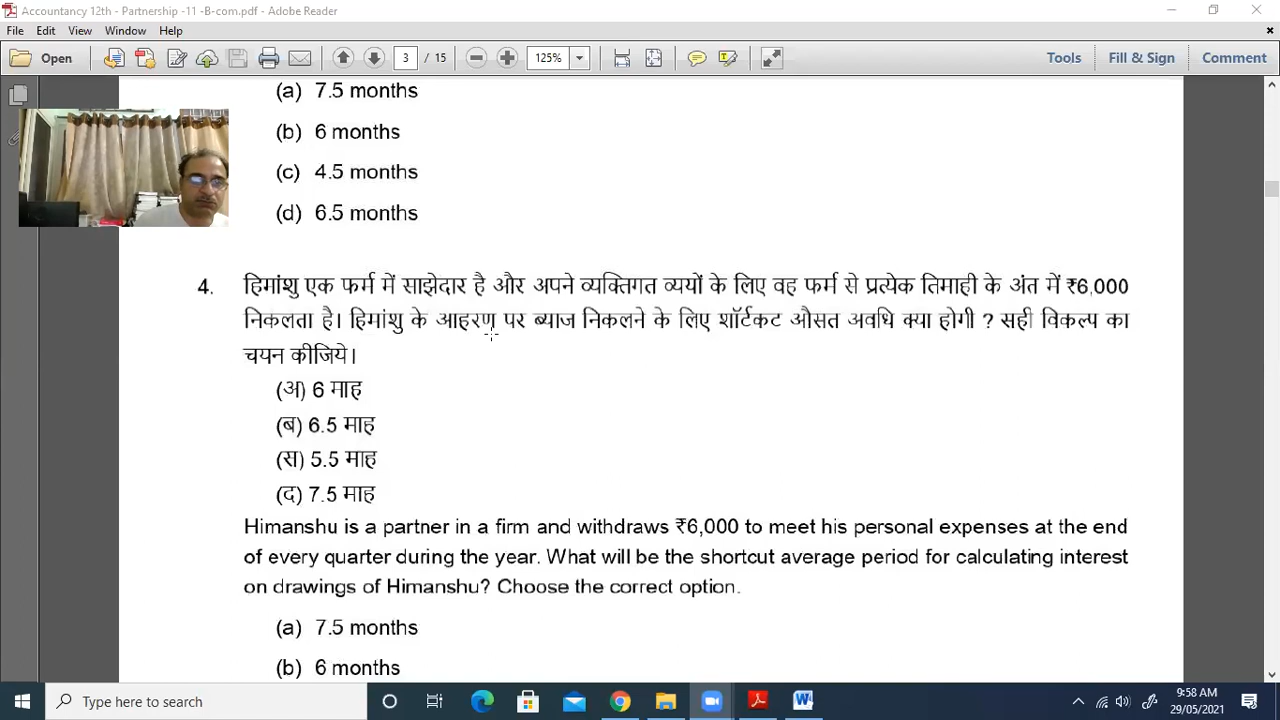 Accountancy 12th - Partnership -11 -B-com.pdf - Adobe Reader
File Edit View Window Help
Open 3 / 15 125% Tools Fill & Sign Comment
(a) 7.5 months
(b) 6 months
(c) 4.5 months
(d) 6.5 months
4. हिमांशु एक फर्म में साझेदार है और अपने व्यक्तिगत व्ययों के लिए वह फर्म से प्रत्येक तिमाही के अंत में ₹6,000
निकलता है। हिमांशु के आहरण पर ब्याज निकलने के लिए शॉर्टकट औसत अवधि क्या होगी ? सही विकल्प का
चयन कीजिये।
(अ) 6 माह
(ब) 6.5 माह
(स) 5.5 माह
(द) 7.5 माह
Himanshu is a partner in a firm and withdraws ₹6,000 to meet his personal expenses at the end
of every quarter during the year. What will be the shortcut average period for calculating interest
on drawings of Himanshu? Choose the correct option.
(a) 7.5 months
(b) 6 months
Type here to search
9:58 AM
29/05/2021